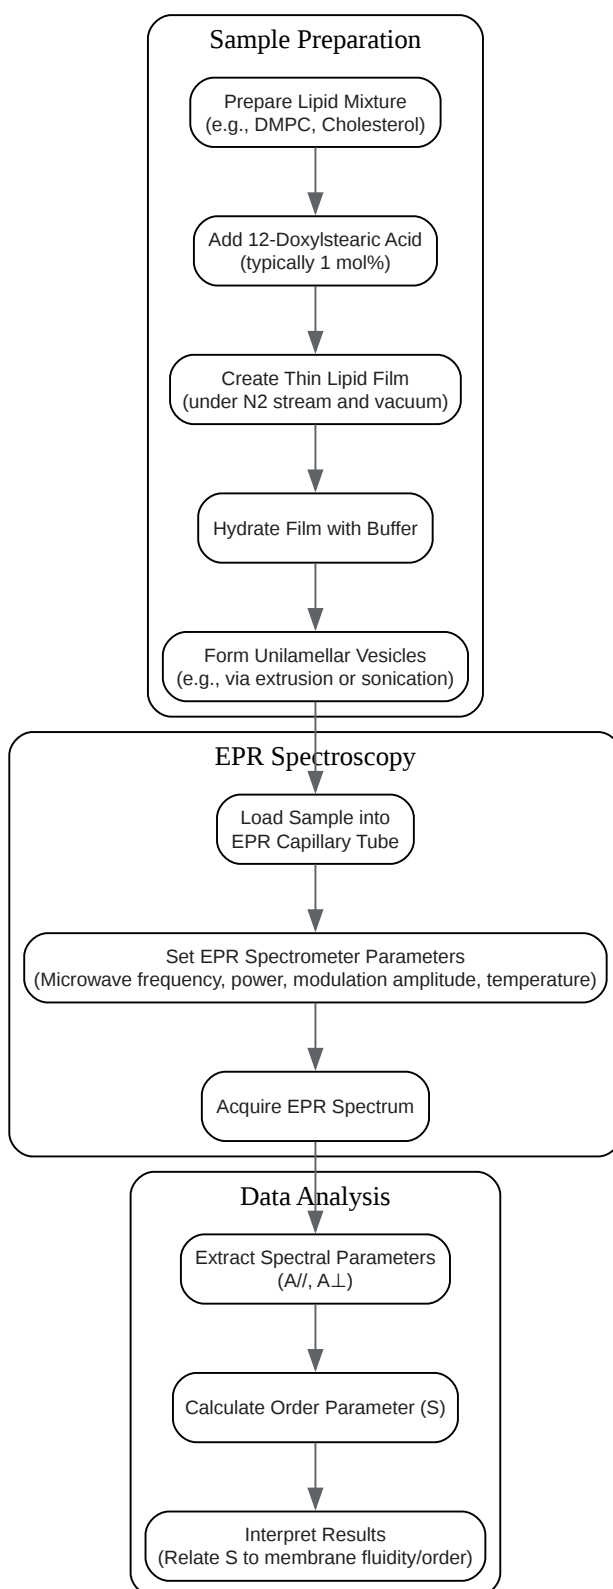 Sample Preparation
Prepare Lipid Mixture
(e.g., DMPC, Cholesterol)
Add 12-Doxylstearic Acid
(typically 1 mol%)
Create Thin Lipid Film
(under N2 stream and vacuum)
Hydrate Film with Buffer
Form Unilamellar Vesicles
(e.g., via extrusion or sonication)
EPR Spectroscopy
Load Sample into
EPR Capillary Tube
Set EPR Spectrometer Parameters
(Microwave frequency, power, modulation amplitude, temperature)
Acquire EPR Spectrum
Data Analysis
Extract Spectral Parameters
(A//, A⊥)
Calculate Order Parameter (S)
Interpret Results
(Relate S to membrane fluidity/order)